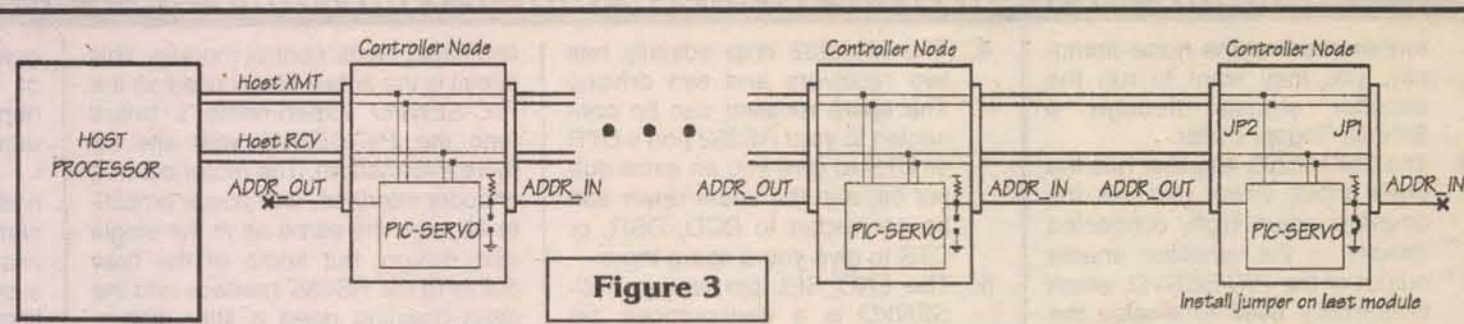 Controller Node
Controller Node
Controller Node
Host XMT
Host RCV
HOST
PROCESSOR
ADDR_OUT
PIC-SERVO
ADDR_IN
ADDR_OUT
PIC-SERVO
ADDR_IN
ADDR_OUT
JP2
JP1
PIC-SERVO
ADDR_IN
Figure 3
Install jumper on last module